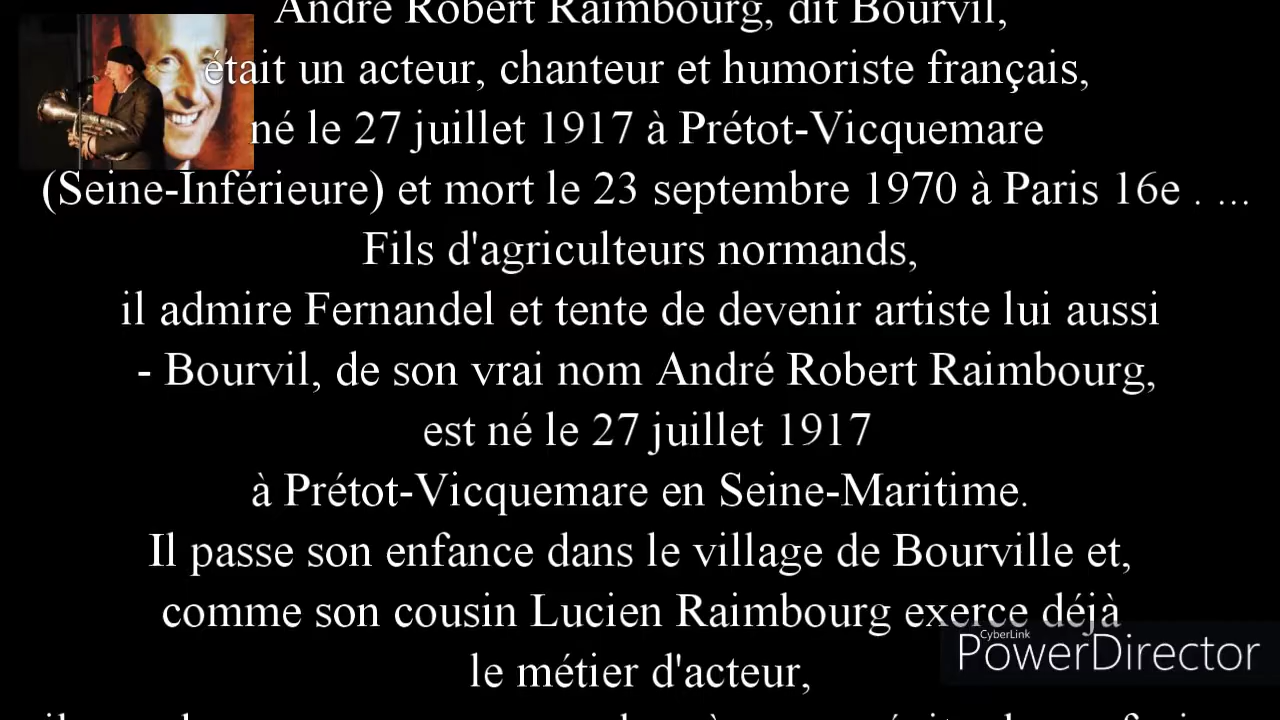 André Robert Raimbourg, dit Bourvil,
était un acteur, chanteur et humoriste français,
né le 27 juillet 1917 à Prétot-Vicquemare
(Seine-Inférieure) et mort le 23 septembre 1970 à Paris 16e . ...
Fils d'agriculteurs normands,
il admire Fernandel et tente de devenir artiste lui aussi
- Bourvil, de son vrai nom André Robert Raimbourg,
est né le 27 juillet 1917
à Prétot-Vicquemare en Seine-Maritime.
Il passe son enfance dans le village de Bourville et,
comme son cousin Lucien Raimbourg exerce déjà
le métier d'acteur,
CyberLink
PowerDirector